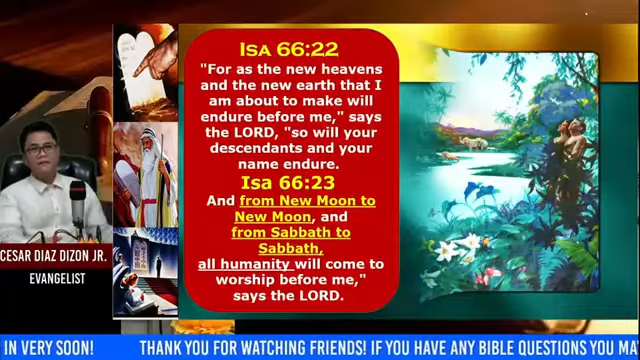 ISA 66:22
"For as the new heavens
and the new earth that I
am about to make will
endure before me," says
the LORD, "so will your
descendants and your
name endure.
Isa 66:23
And from New Moon to
New Moon, and
from Sabbath to
Sabbath,
all humanity will come to
worship before me,"
says the LORD.
CESAR DIAZ DIZON JR.
EVANGELIST
IN VERY SOON! THANK YOU FOR WATCHING FRIENDS! IF YOU HAVE ANY BIBLE QUESTIONS YOU MA